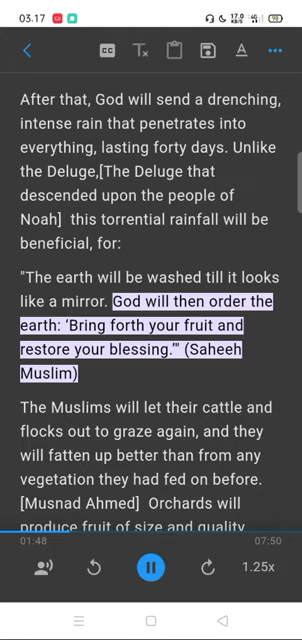 03.17
17.0
KB/S
4G
98
CC
After that, God will send a drenching,
intense rain that penetrates into
everything, lasting forty days. Unlike
the Deluge,[The Deluge that
descended upon the people of
Noah]  this torrential rainfall will be
beneficial, for:
"The earth will be washed till it looks
like a mirror. God will then order the
earth: ‘Bring forth your fruit and
restore your blessing.’" (Saheeh
Muslim)
The Muslims will let their cattle and
flocks out to graze again, and they
will fatten up better than from any
vegetation they had fed on before.
[Musnad Ahmed]  Orchards will
produce fruit of size and quality
01:48
07:50
1.25x